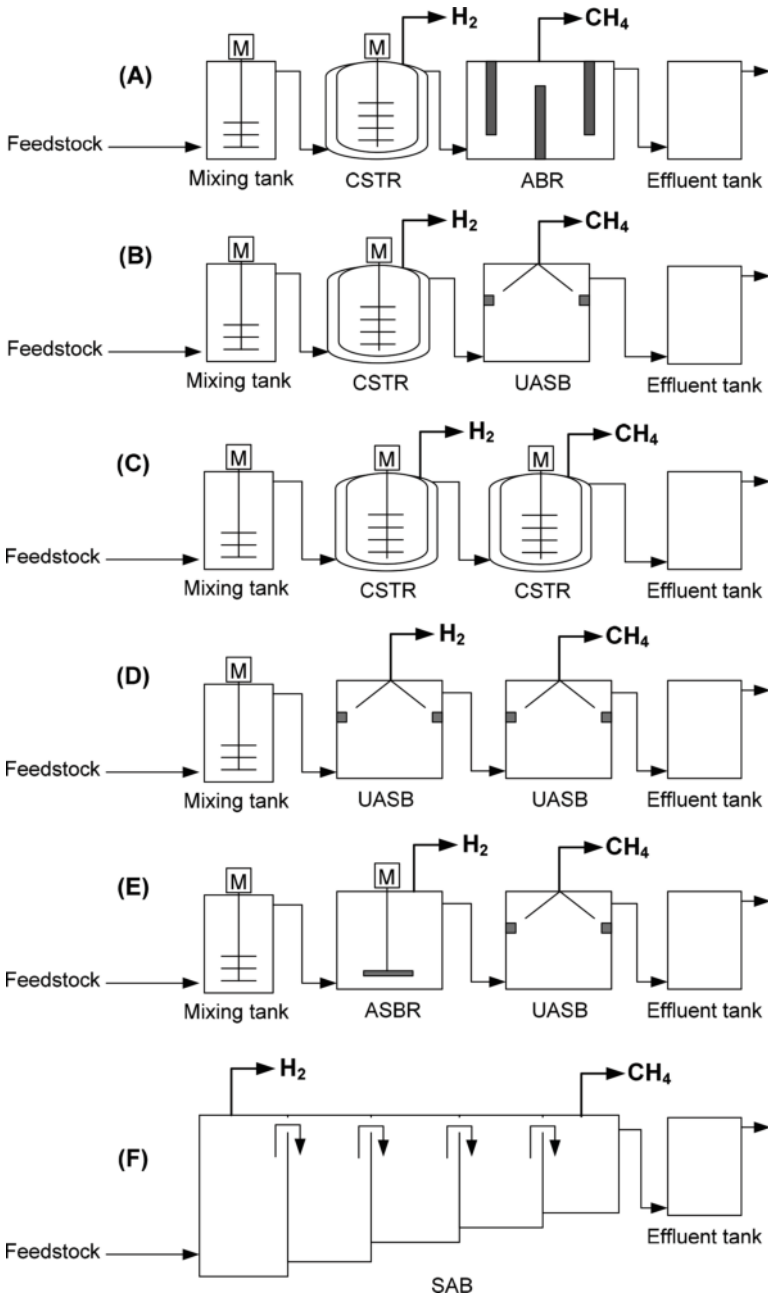 H2 CH4
(A) M M
Feedstock
Mixing tank CSTR ABR Effluent tank
H2 CH4
(B) M M
Feedstock
Mixing tank CSTR UASB Effluent tank
H2 CH4
(C) M M M
Feedstock
Mixing tank CSTR CSTR Effluent tank
H2 CH4
(D) M
Feedstock
Mixing tank UASB UASB Effluent tank
H2 CH4
(E) M M
Feedstock
Mixing tank ASBR UASB Effluent tank
H2 CH4
(F)
Feedstock
Effluent tank
SAB